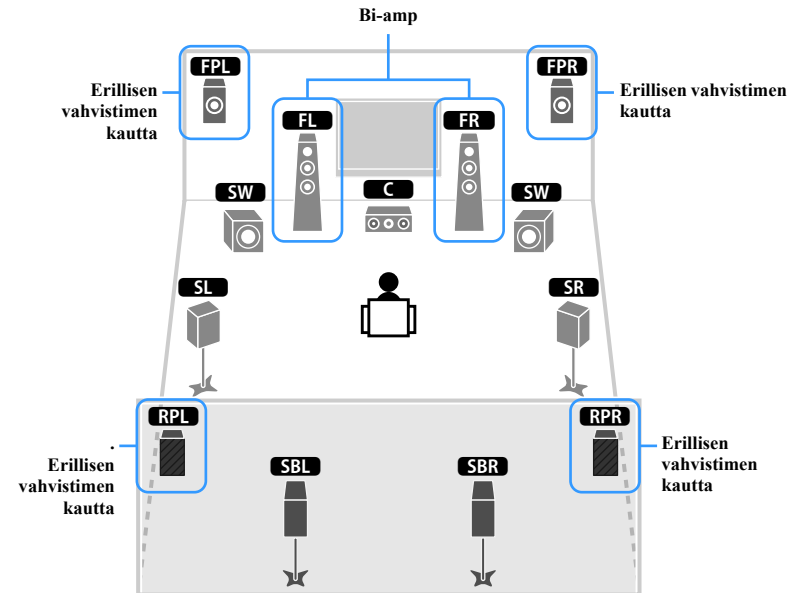 Bi-amp
FPL
FPR
Erillisen
vahvistimen
kautta
Erillisen vahvistimen
kautta
FL
FR
SW
C
SW
SL
SR
RPL
RPR
.
Erillisen
vahvistimen
kautta
Erillisen
vahvistimen
kautta
SBL
SBR